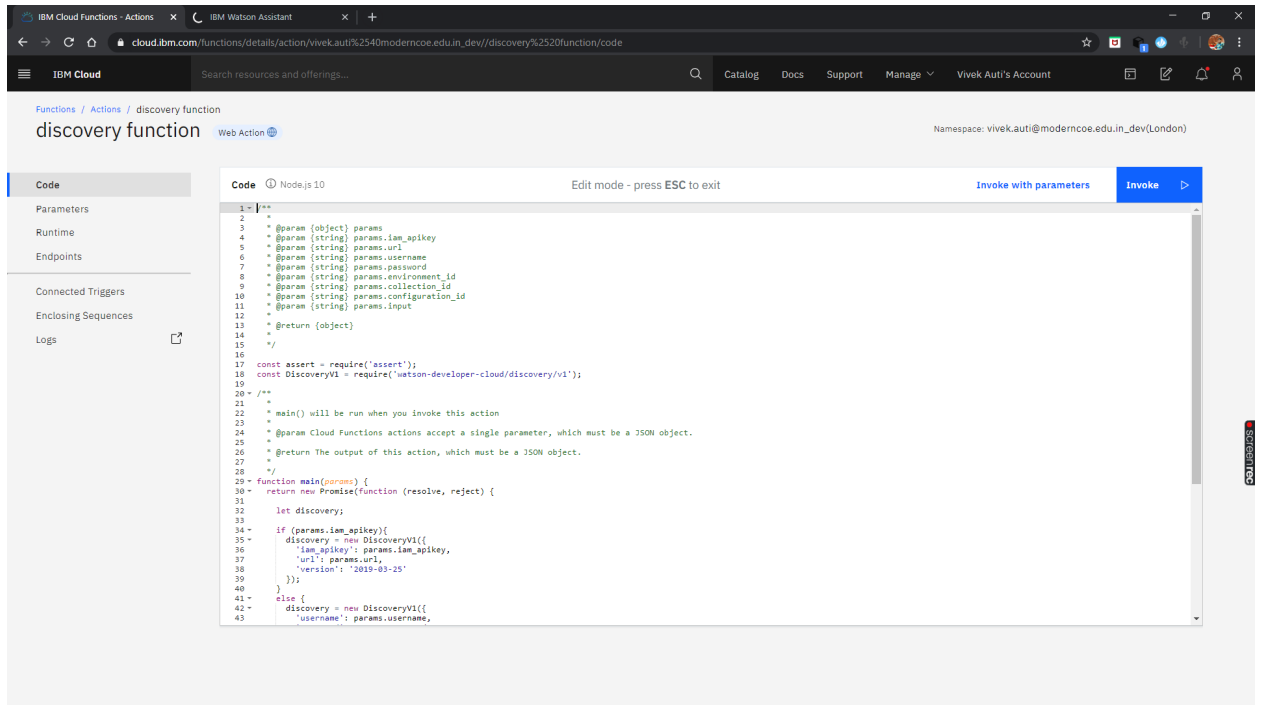 IBM Cloud Functions - Actions
IBM Watson Assistant
cloud.ibm.com/functions/details/action/vivek.auti%2540moderncoe.edu.in_dev//discovery%2520function/code
IBM Cloud
Search resources and offerings...
Catalog
Docs
Support
Manage
Vivek Auti's Account
Functions / Actions / discovery function
discovery function
Web Action
Namespace: vivek.auti@moderncoe.edu.in_dev(London)
Code
Parameters
Runtime
Endpoints
Connected Triggers
Enclosing Sequences
Logs
Code Node.js 10
Edit mode - press ESC to exit
Invoke with parameters
Invoke
1 /**
2 *
3 * @param {object} params
4 * @param {string} params.iam_apikey
5 * @param {string} params.url
6 * @param {string} params.username
7 * @param {string} params.password
8 * @param {string} params.environment_id
9 * @param {string} params.collection_id
10 * @param {string} params.configuration_id
11 * @param {string} params.input
12 *
13 * @return {object}
14 *
15 */
16
17 const assert = require('assert');
18 const DiscoveryV1 = require('watson-developer-cloud/discovery/v1');
19
20 /**
21 *
22 * main() will be run when you invoke this action
23 *
24 * @param Cloud Functions actions accept a single parameter, which must be a JSON object.
25 *
26 * @return The output of this action, which must be a JSON object.
27 *
28 */
29 function main(params) {
30 return new Promise(function (resolve, reject) {
31
32 let discovery;
33
34 if (params.iam_apikey){
35 discovery = new DiscoveryV1({
36 'iam_apikey': params.iam_apikey,
37 'url': params.url,
38 'version': '2019-03-25'
39 });
40 }
41 else {
42 discovery = new DiscoveryV1({
43 'username': params.username,
screenrec